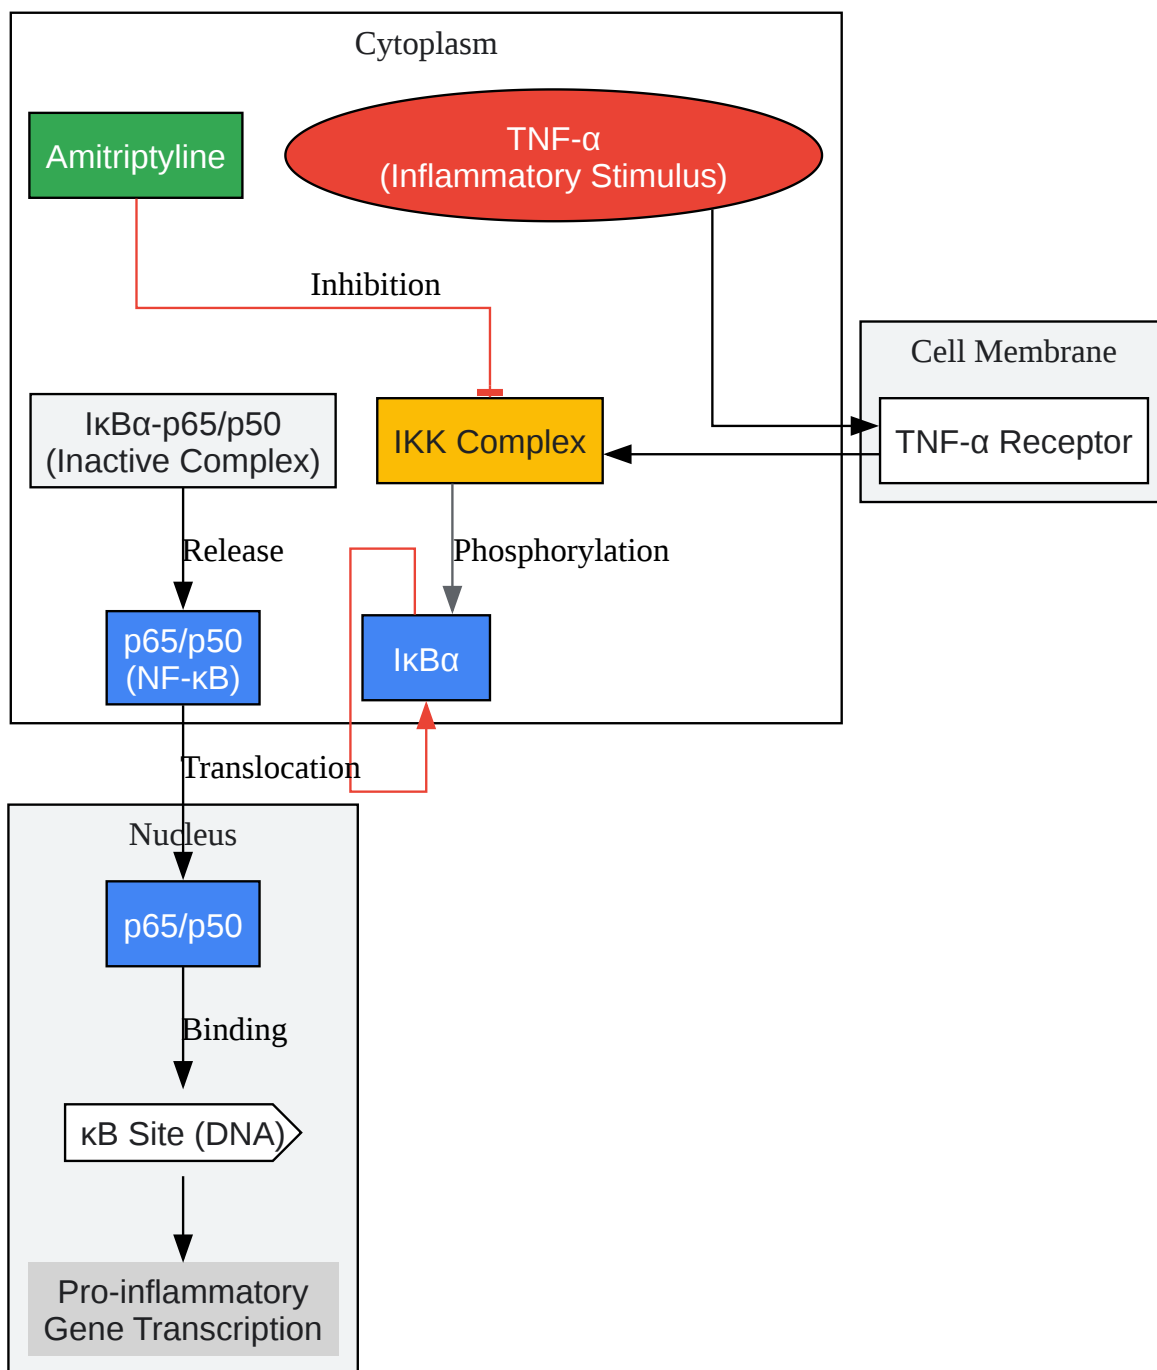 Cytoplasm
Amitriptyline
TNF-α
(Inflammatory Stimulus)
Inhibition
Cell Membrane
IκBα-p65/p50
(Inactive Complex)
IKK Complex
TNF-α Receptor
Release
Phosphorylation
p65/p50
(NF-κB)
IκBα
Translocation
Nucleus
p65/p50
Binding
κB Site (DNA)
Pro-inflammatory
Gene Transcription